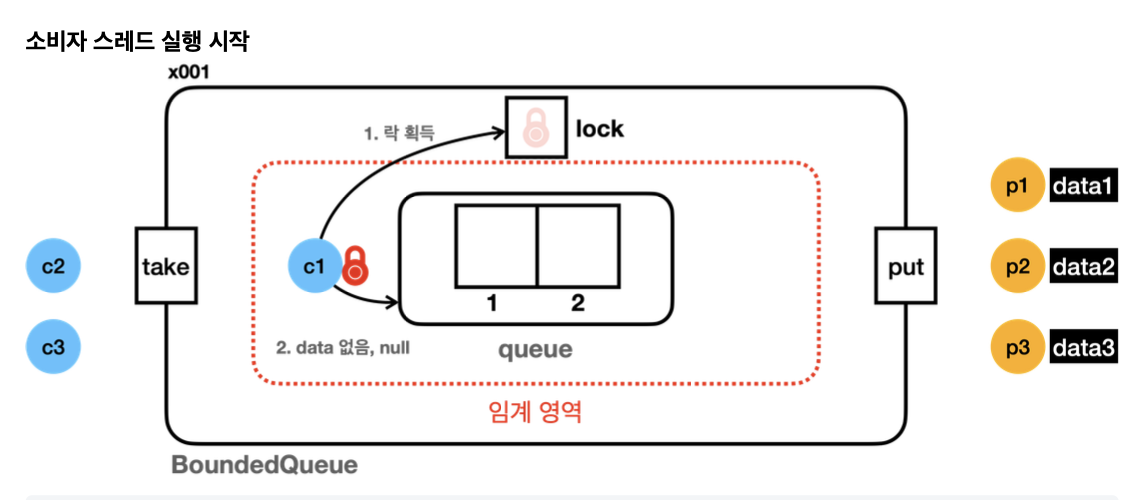 소비자 스레드 실행 시작
x001
1. 락 획득
lock
p1 data1
c1
c2
take
put
p2 data2
1 2
c3
2. data 없음, null
queue
p3 data3
임계 영역
BoundedQueue